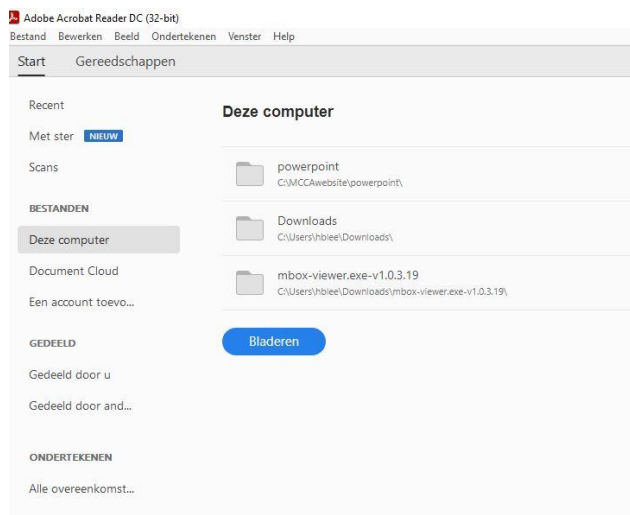 Adobe Acrobat Reader DC (32-bit)
Bestand Bewerken Beeld Ondertekenen Venster Help
Start Gereedschappen
Recent
Met ster NIEUW
Scans
BESTANDEN
Deze computer
Document Cloud
Een account toevo...
GEDEELD
Gedeeld door u
Gedeeld door and...
ONDERTEKENEN
Alle overeenkomst...
Deze computer
powerpoint
C:\MCCAwebsite\powerpoint\
Downloads
C:\Users\hblee\Downloads\
mbox-viewer.exe-v1.0.3.19
C:\Users\hblee\Downloads\mbox-viewer.exe-v1.0.3.19\
Bladeren